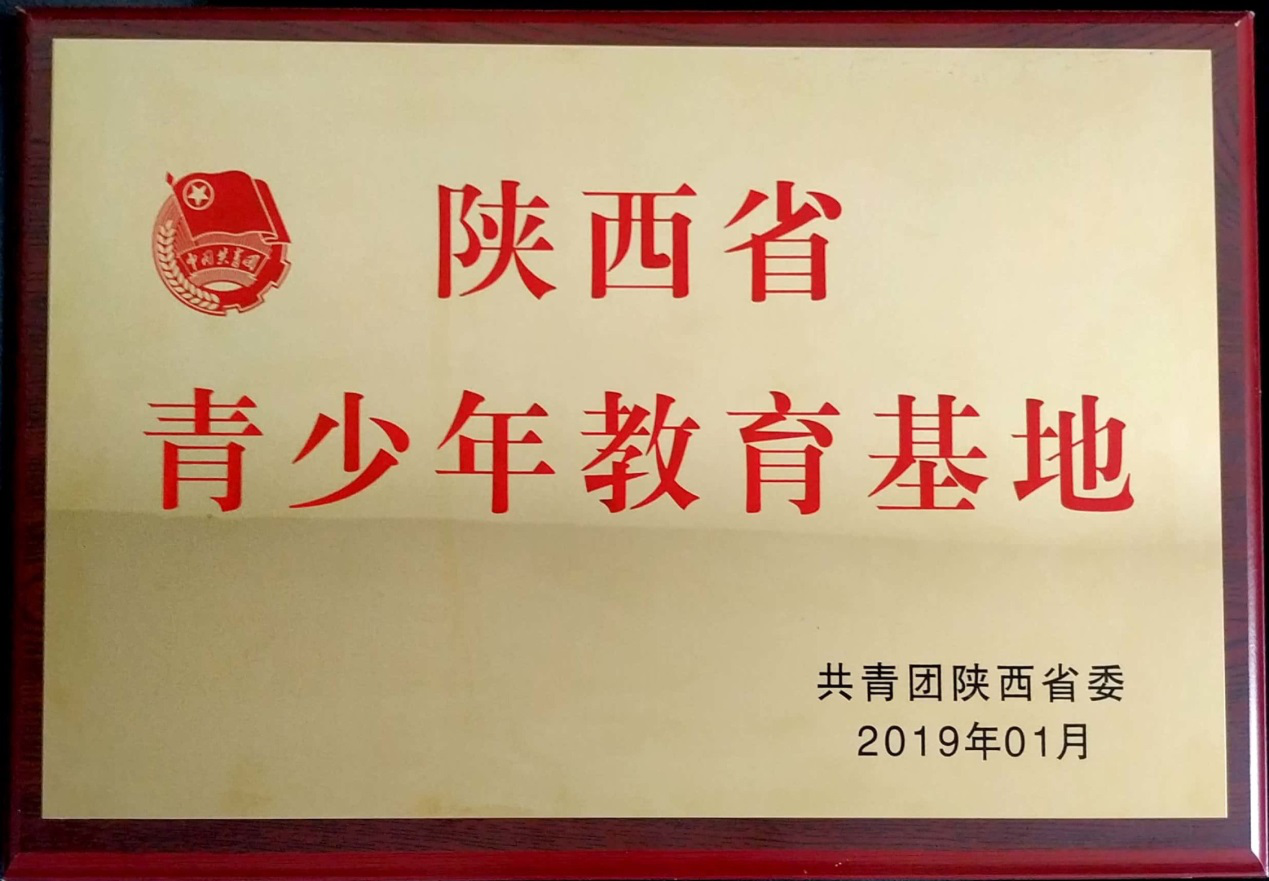 陕西省
中国共青团
青少年教育基地
共青团陕西省委
2019年01月